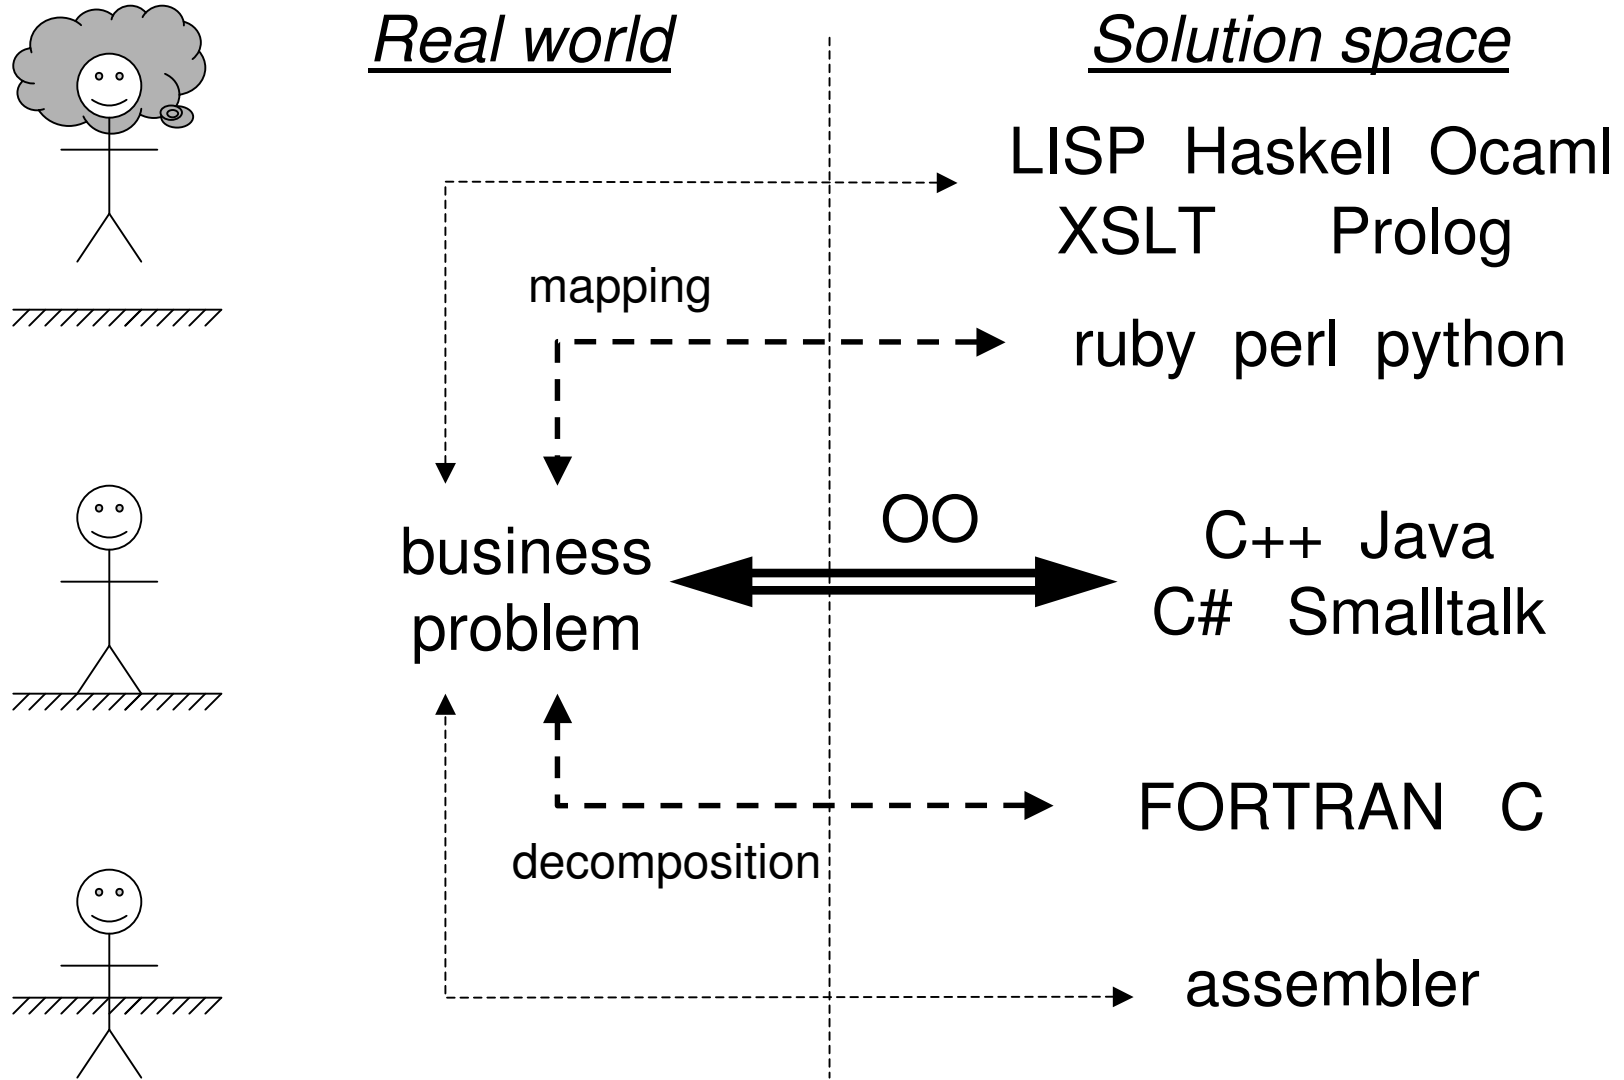 Real world
Solution space
LISP Haskell Ocaml
XSLT Prolog
mapping
ruby perl python
OO
business
problem
C++ Java
C# Smalltalk
FORTRAN C
decomposition
assembler